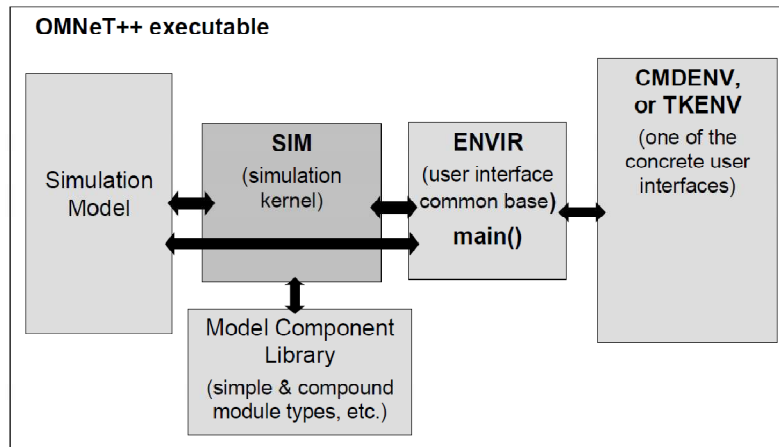 OMNeT++ executable
Simulation
Model
SIM
(simulation
kernel)
ENVIR
(user interface
common base)
main()
CMDENV,
or TKENV
(one of the
concrete user
interfaces)
Model Component
Library
(simple & compound
module types, etc.)